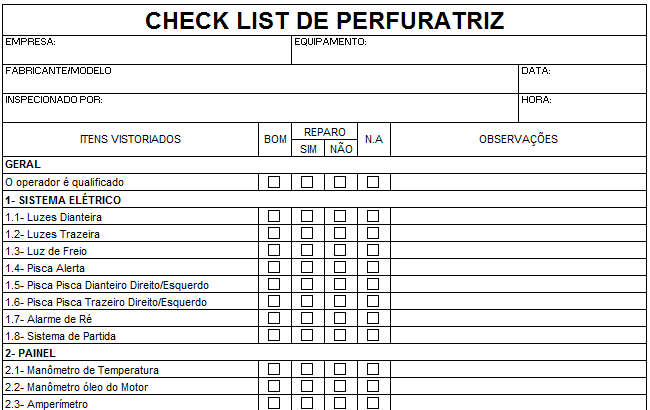 CHECK LIST DE PERFURATRIZ
EMPRESA: EQUIPAMENTO:
FABRICANTE/MODELO DATA:
INSPECIONADO POR: HORA:
ITENS VISTORIADOS BOM REPARO N.A OBSERVAÇÕES
SIM NÃO
GERAL
O operador é qualificado
1- SISTEMA ELÉTRICO
1.1- Luzes Dianteira
1.2- Luzes Trazeira
1.3- Luz de Freio
1.4- Pisca Alerta
1.5- Pisca Pisca Dianteiro Direito/Esquerdo
1.6- Pisca Pisca Trazeiro Direito/Esquerdo
1.7- Alarme de Ré
1.8- Sistema de Partida
2- PAINEL
2.1- Manômetro de Temperatura
2.2- Manômetro óleo do Motor
2.3- Amperímetro